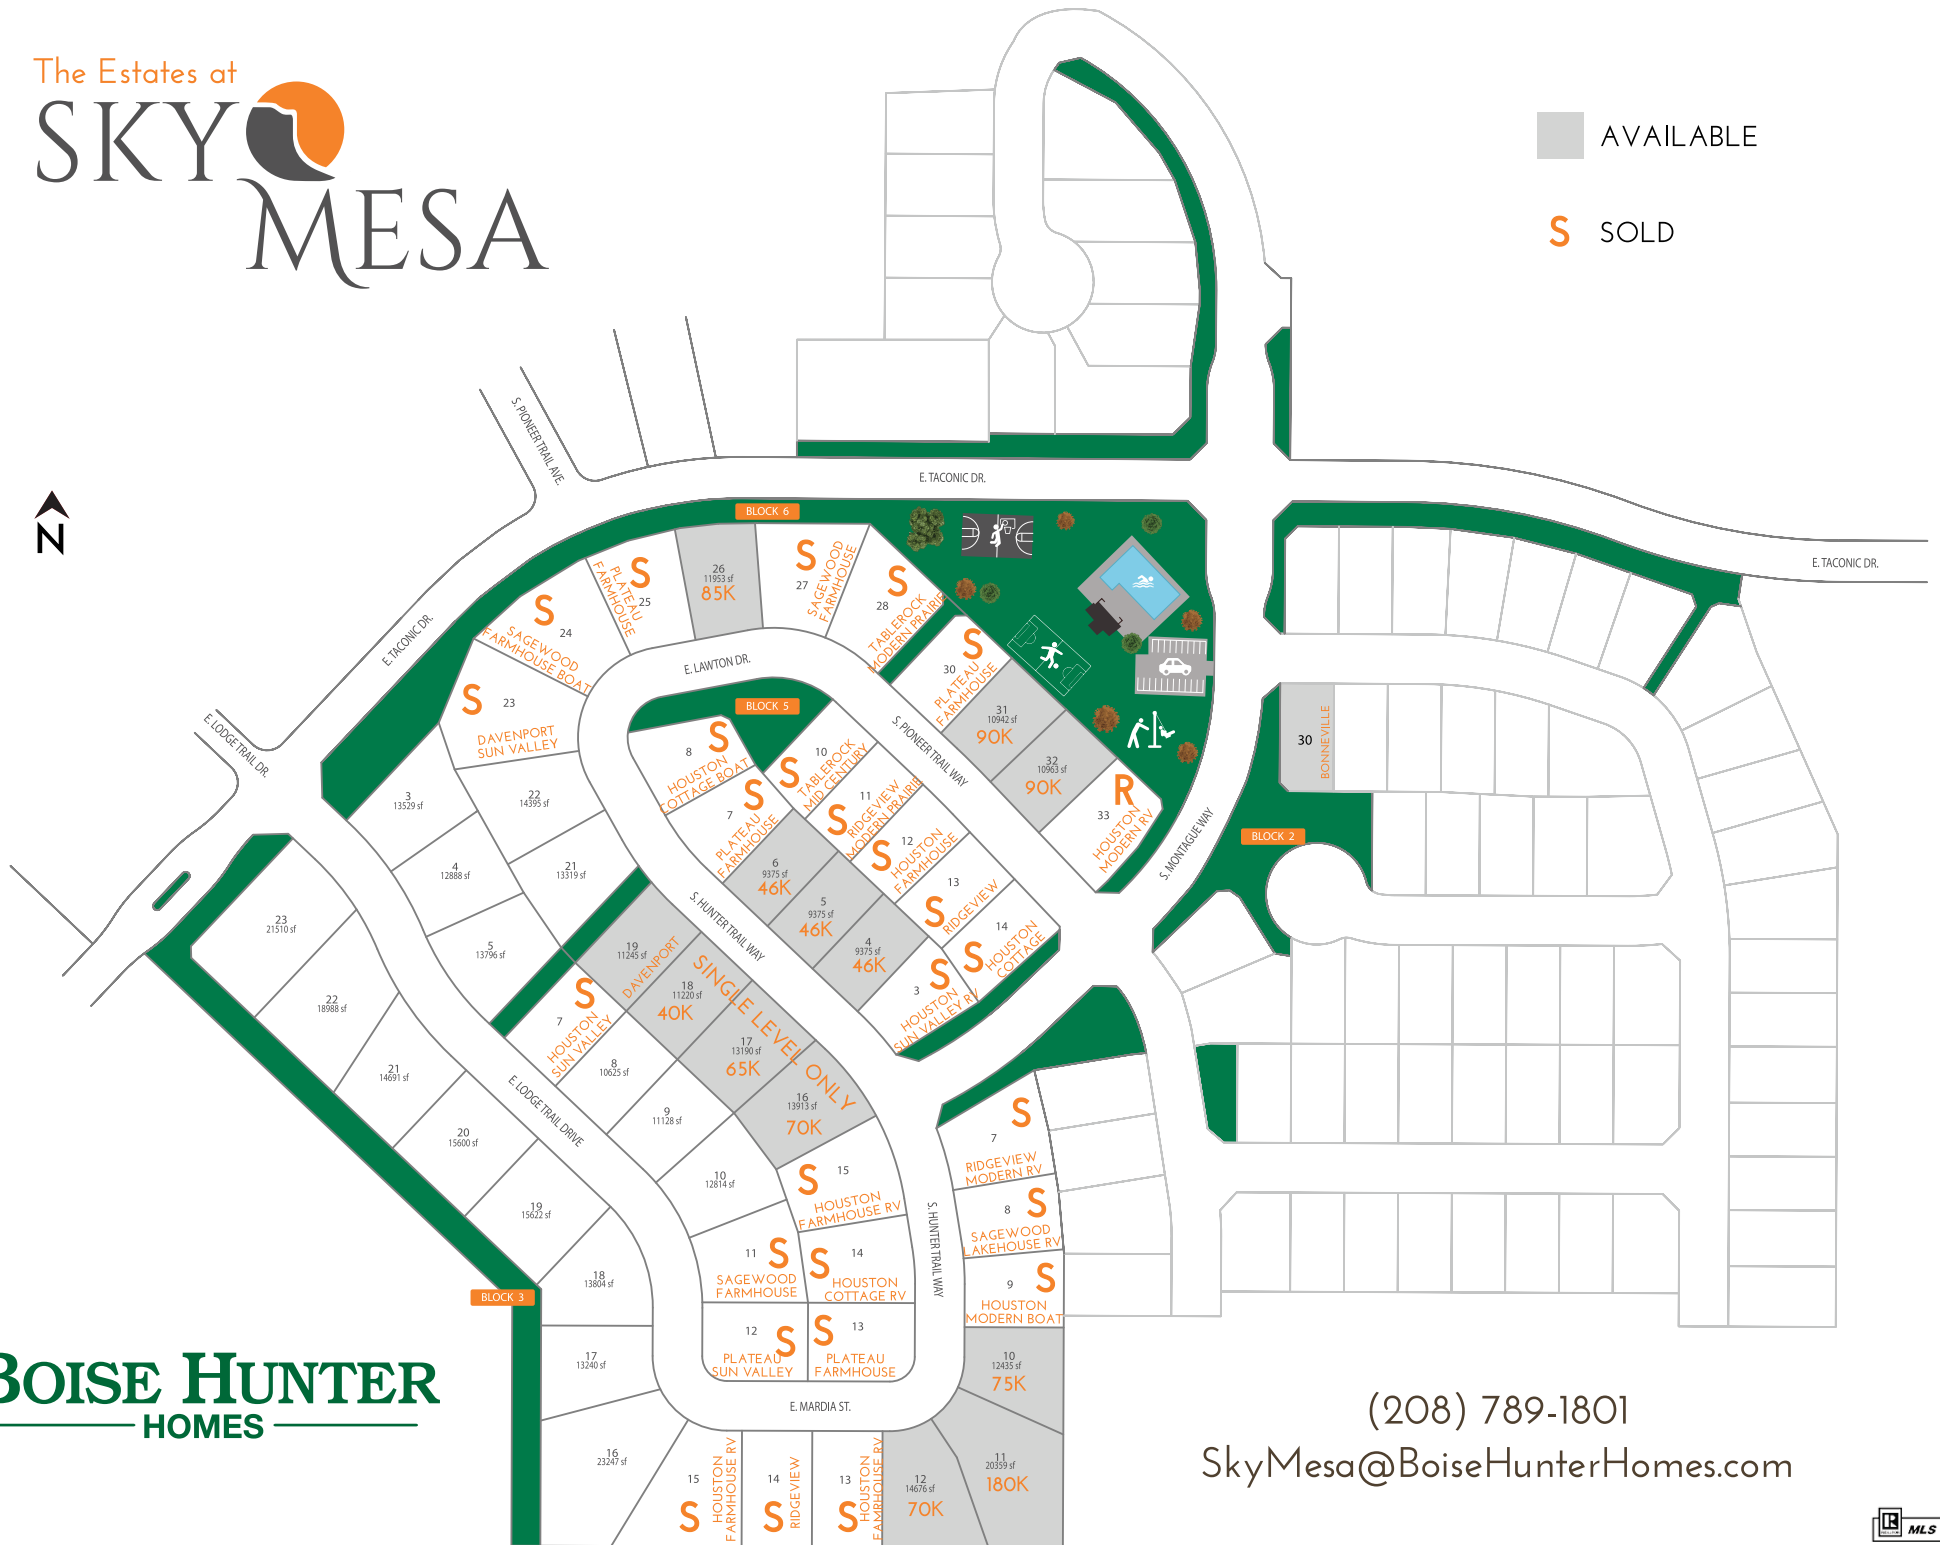 The Estates at
SKY
MESA
AVAILABLE
S SOLD
N
S. PIONEER TRAIL AVE.
E. TACONIC DR.
E. TACONIC DR.
E. TACONIC DR.
E. LODGE TRAIL DR.
BLOCK 6
26
11953 sf
85K
S
25
PLATEAU
FARMHOUSE
S
24
SAGEWOOD
FARMHOUSE BOAT
S
23
DAVENPORT
SUN VALLEY
S
27
SAGEWOOD
FARMHOUSE
S
28
TABLEROCK
MODERN PRAIRIE
S
30
PLATEAU
FARMHOUSE
31
10942 sf
90K
32
10963 sf
90K
R
33
HOUSTON
MODERN RV
E. LAWTON DR.
S. PIONEER TRAIL WAY
S. MONTAGUE WAY
BLOCK 5
S
8
HOUSTON
COTTAGE BOAT
S
7
PLATEAU
FARMHOUSE
6
9375 sf
46K
5
9375 sf
46K
4
9375 sf
46K
S
3
HOUSTON
SUN VALLEY RV
10
S
TABLEROCK
MID CENTURY
11
S
RIDGEVIEW
MODERN PRAIRIE
12
S
HOUSTON
FARMHOUSE
13
S
RIDGEVIEW
14
S
HOUSTON
COTTAGE
30
BONNEVILLE
BLOCK 2
S. HUNTER TRAIL WAY
3
13529 sf
22
14395 sf
4
12888 sf
21
13319 sf
5
13796 sf
19
11245 sf
DAVENPORT
SINGLE LEVEL ONLY
18
11220 sf
40K
17
13190 sf
65K
16
13913 sf
70K
S
7
HOUSTON
SUN VALLEY
8
10625 sf
9
11128 sf
10
12814 sf
S
15
HOUSTON
FARMHOUSE RV
11
S
SAGEWOOD
FARMHOUSE
S
14
HOUSTON
COTTAGE RV
12
S
PLATEAU
SUN VALLEY
S
13
PLATEAU
FARMHOUSE
E. LODGE TRAIL DRIVE
23
21510 sf
22
18988 sf
21
14691 sf
20
15600 sf
19
15622 sf
18
13804 sf
17
13240 sf
16
23247 sf
BLOCK 3
S. HUNTER TRAIL WAY
E. MARDIA ST.
S
7
RIDGEVIEW
MODERN RV
8
S
SAGEWOOD
LAKEHOUSE RV
9
S
HOUSTON
MODERN BOAT
10
12435 sf
75K
11
20359 sf
180K
12
14676 sf
70K
13
S
HOUSTON
FAMRHOUSE RV
14
S
RIDGEVIEW
15
S
HOUSTON
FARMHOUSE RV
BOISE HUNTER
HOMES
(208) 789-1801
SkyMesa@BoiseHunterHomes.com
R
MLS